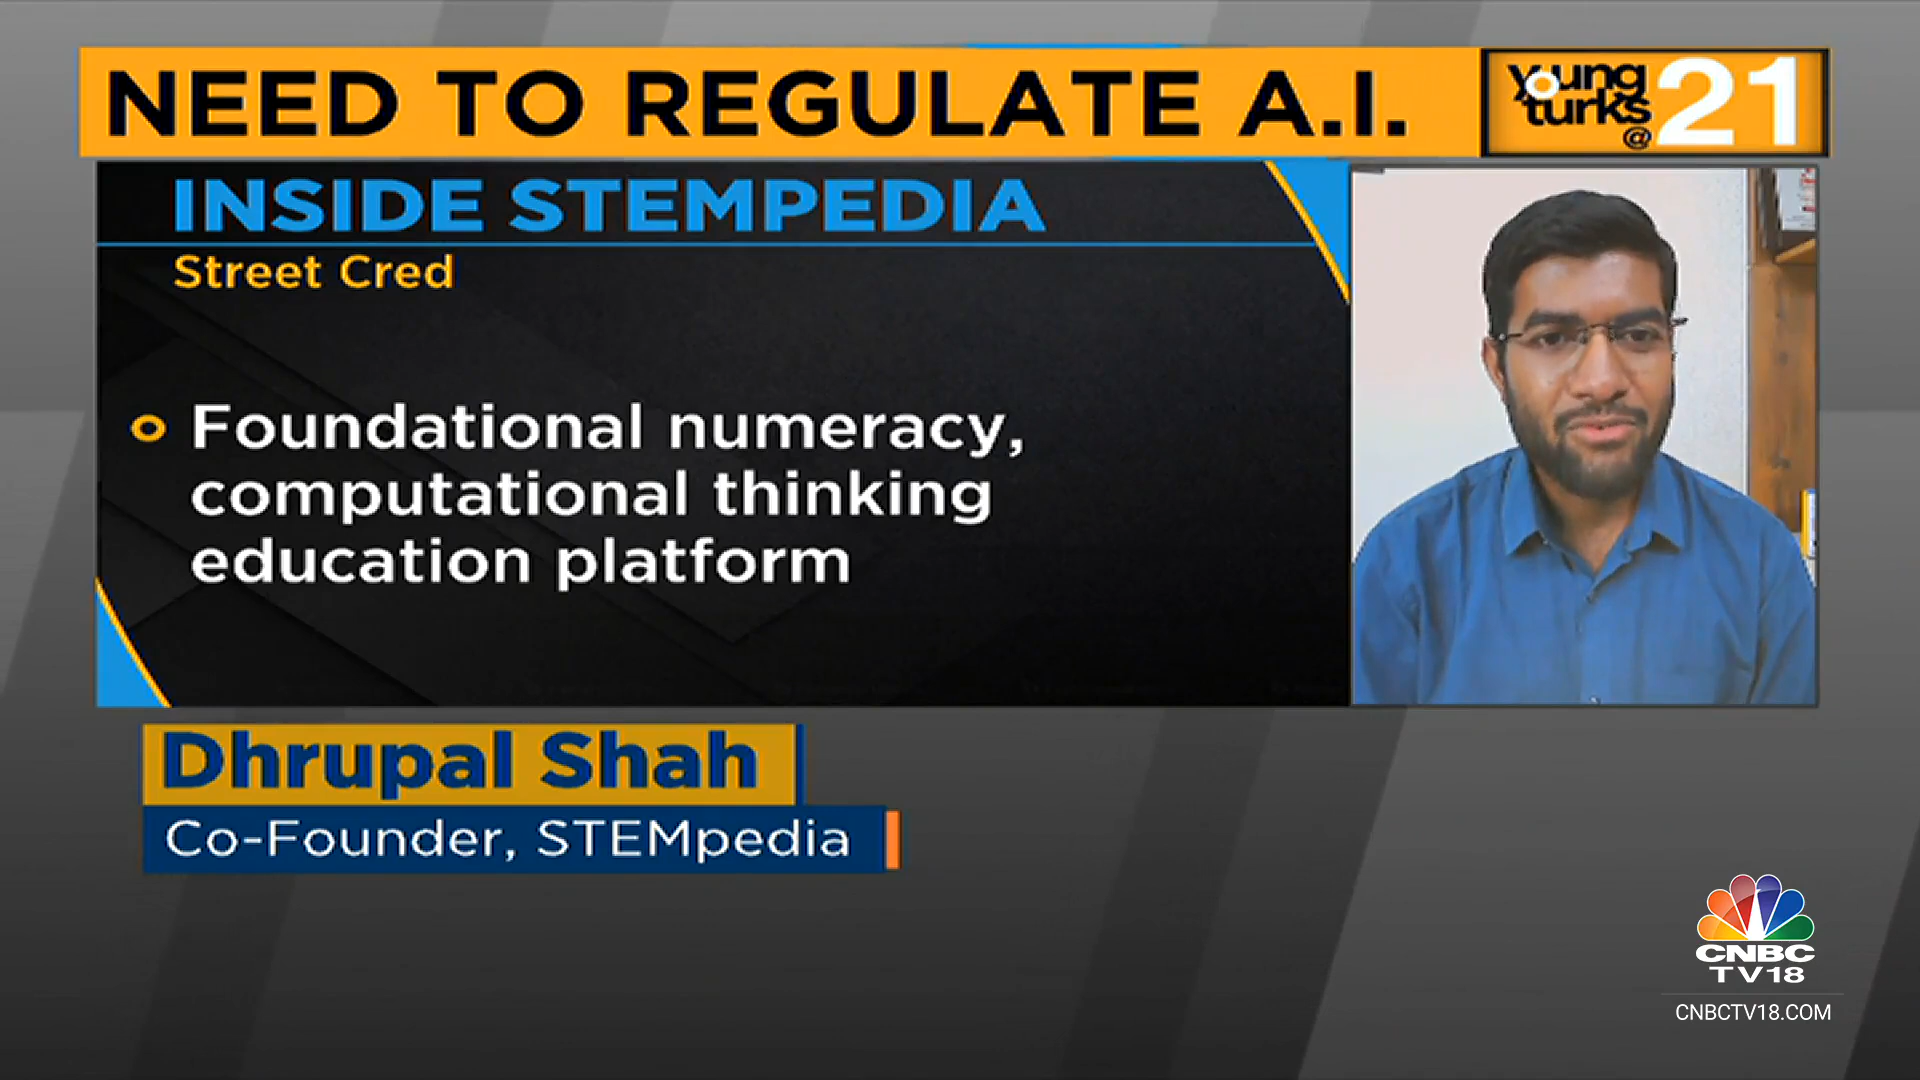 NEED TO REGULATE A.I.
young
turks
@
21
INSIDE STEMPEDIA
Street Cred
Foundational numeracy,
computational thinking
education platform
Dhrupal Shah
Co-Founder, STEMpedia
CNBC
TV18
CNBCTV18.COM